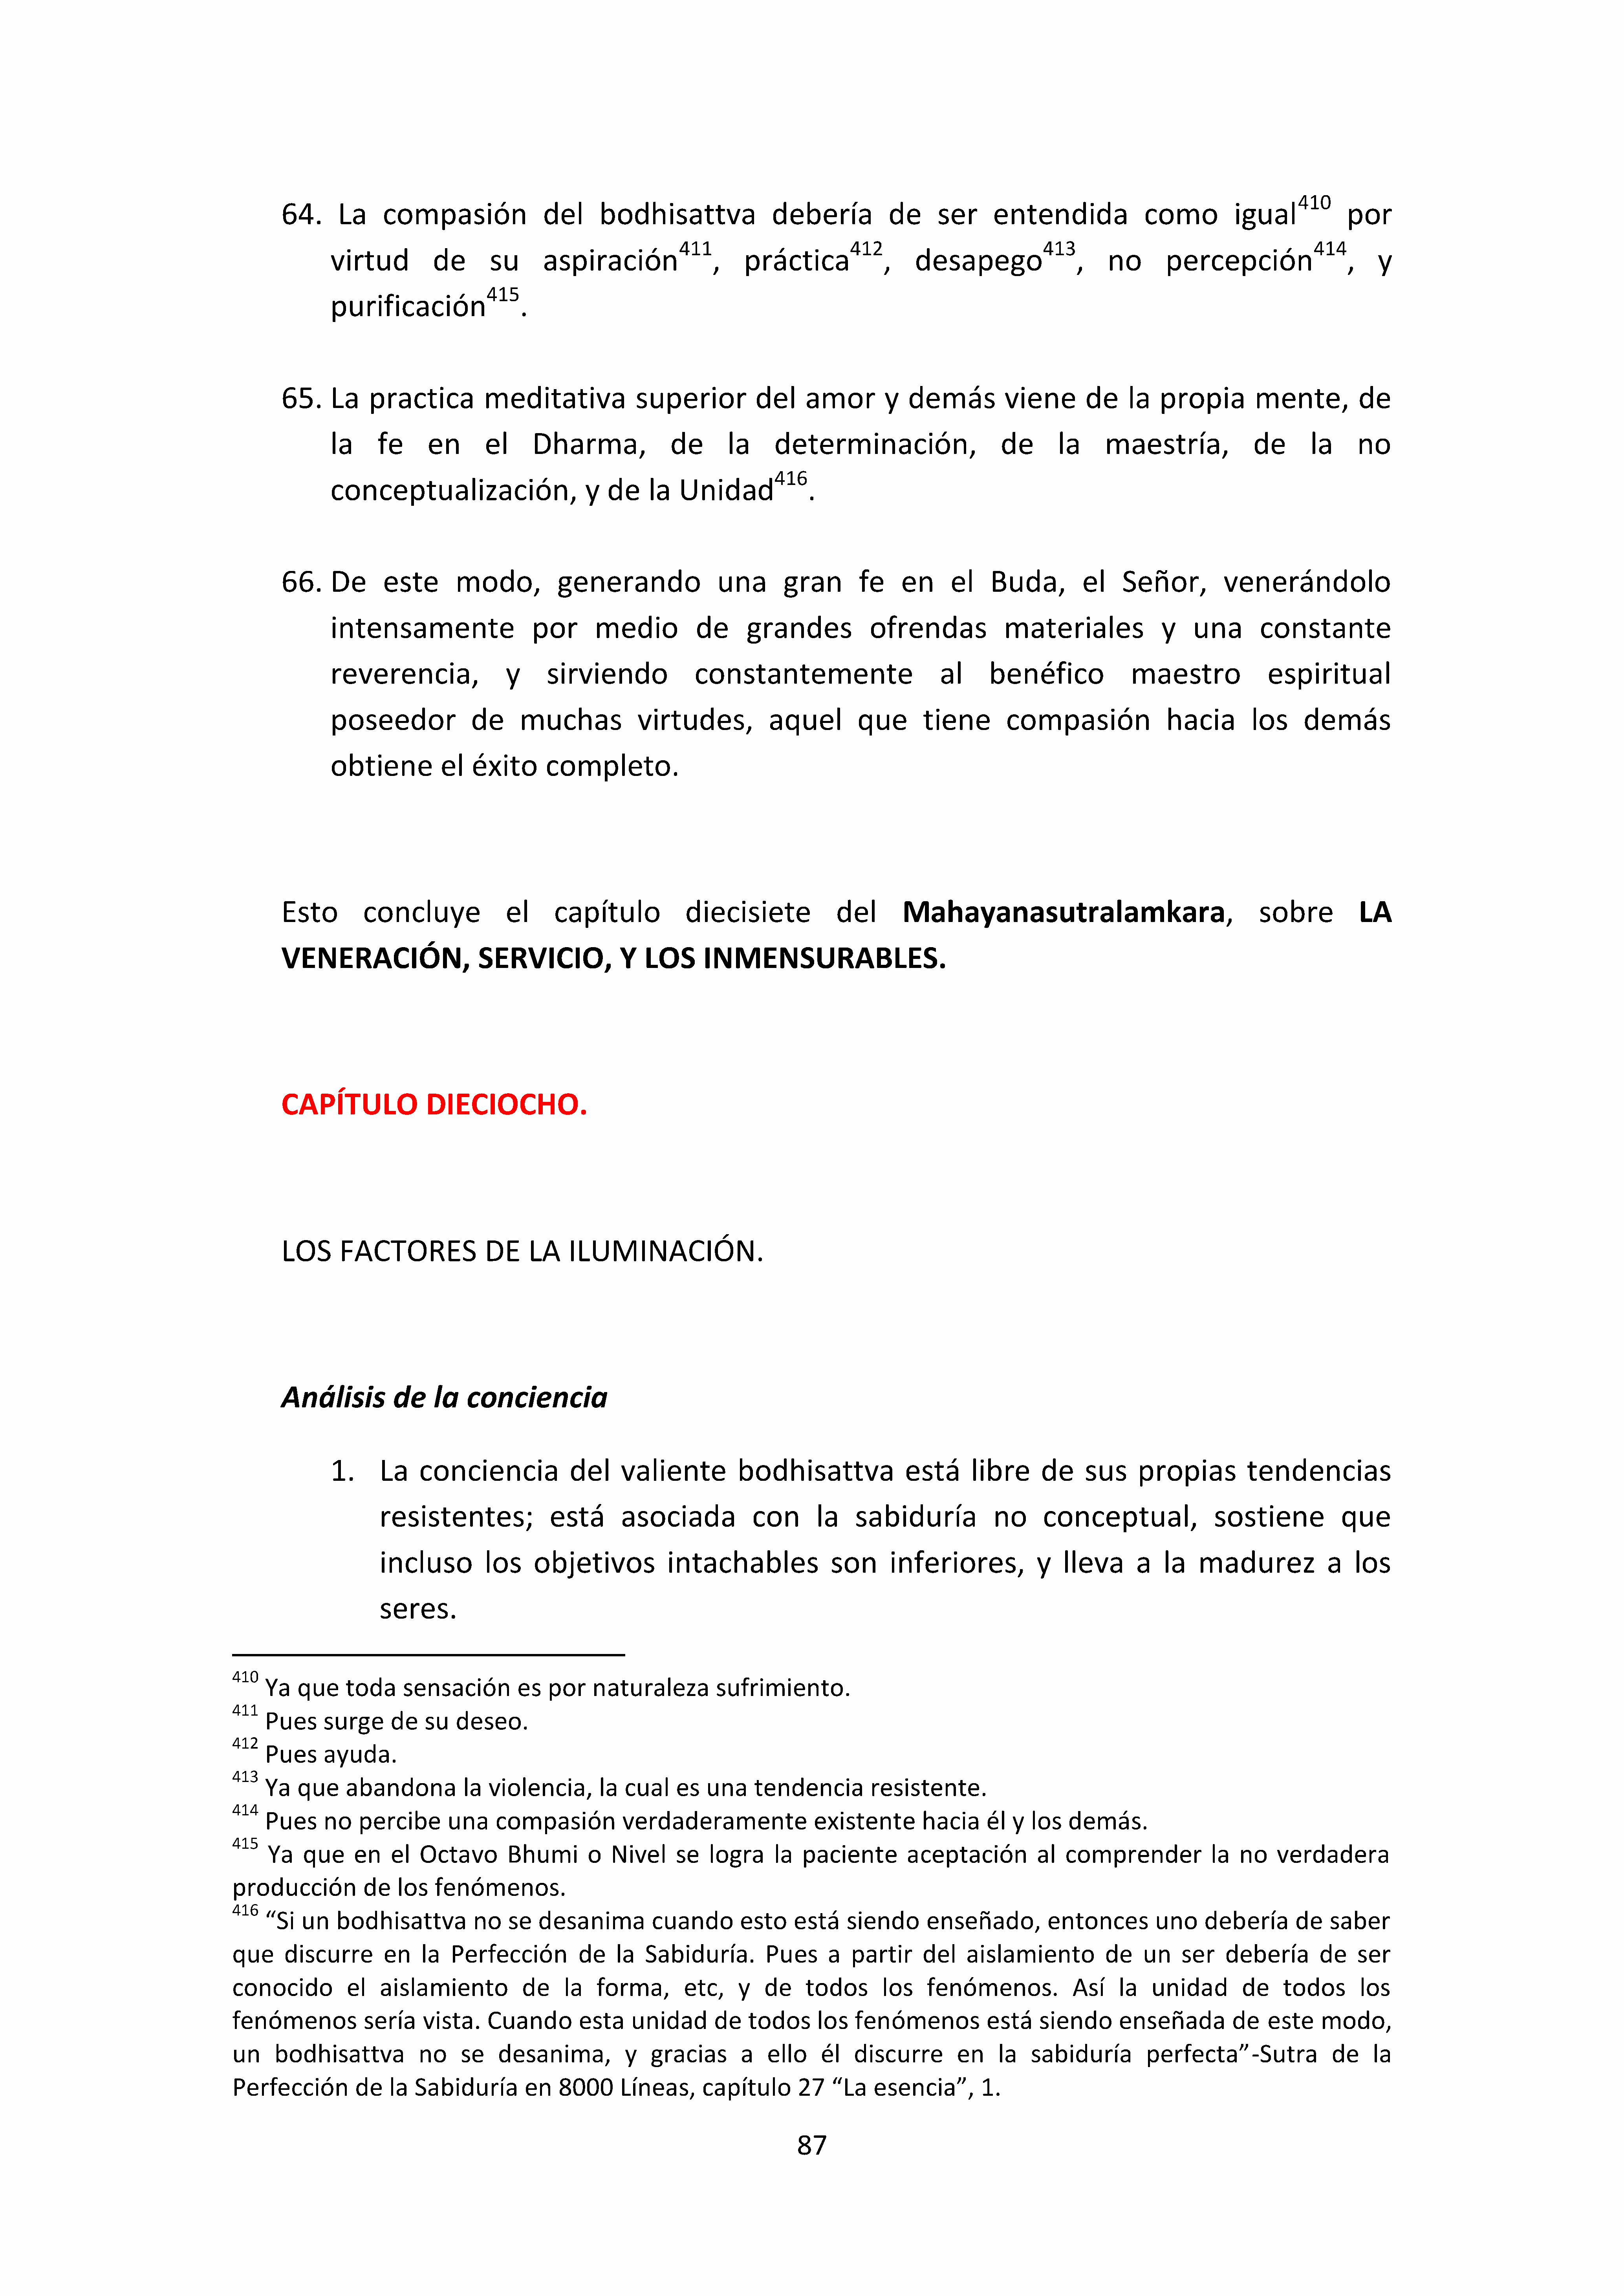 64. La compasión del bodhisattva debería de ser entendida como igual410 por
virtud de su aspiración411, práctica412, desapego413, no percepción414, y
purificación415.
65. La practica meditativa superior del amor y demás viene de la propia mente, de
la fe en el Dharma, de la determinación, de la maestría, de la no
conceptualización, y de la Unidad416.
66. De este modo, generando una gran fe en el Buda, el Señor, venerándolo
intensamente por medio de grandes ofrendas materiales y una constante
reverencia, y sirviendo constantemente al benéfico maestro espiritual
poseedor de muchas virtudes, aquel que tiene compasión hacia los demás
obtiene el éxito completo.
Esto concluye el capítulo diecisiete del Mahayanasutralamkara, sobre LA
VENERACIÓN, SERVICIO, Y LOS INMENSURABLES.
CAPÍTULO DIECIOCHO.
LOS FACTORES DE LA ILUMINACIÓN.
Análisis de la conciencia
1. La conciencia del valiente bodhisattva está libre de sus propias tendencias
resistentes; está asociada con la sabiduría no conceptual, sostiene que
incluso los objetivos intachables son inferiores, y lleva a la madurez a los
seres.
410 Ya que toda sensación es por naturaleza sufrimiento.
411 Pues surge de su deseo.
412 Pues ayuda.
413 Ya que abandona la violencia, la cual es una tendencia resistente.
414 Pues no percibe una compasión verdaderamente existente hacia él y los demás.
415 Ya que en el Octavo Bhumi o Nivel se logra la paciente aceptación al comprender la no verdadera
producción de los fenómenos.
416 “Si un bodhisattva no se desanima cuando esto está siendo enseñado, entonces uno debería de saber
que discurre en la Perfección de la Sabiduría. Pues a partir del aislamiento de un ser debería de ser
conocido el aislamiento de la forma, etc, y de todos los fenómenos. Así la unidad de todos los
fenómenos sería vista. Cuando esta unidad de todos los fenómenos está siendo enseñada de este modo,
un bodhisattva no se desanima, y gracias a ello él discurre en la sabiduría perfecta”-Sutra de la
Perfección de la Sabiduría en 8000 Líneas, capítulo 27 “La esencia”, 1.
87